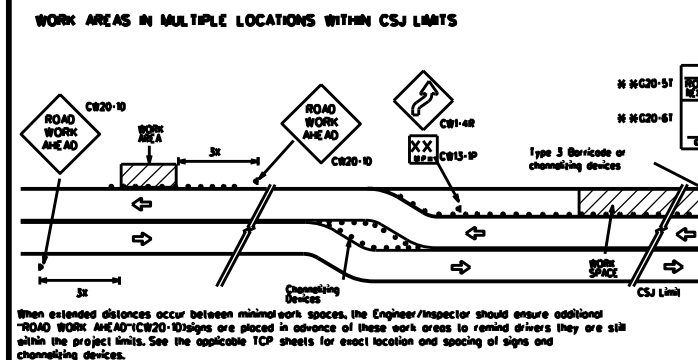 WORK AREAS IN MULTIPLE LOCATIONS WITHIN CSJ LIMITS
ROAD
WORK
AHEAD
CW20-1D
WORK
AREA
3X
ROAD
WORK
AHEAD
CW20-1D
CW1-4R
XX
MPH
CW13-1P
* *G20-5T
* *G20-6T
Type 3 Barricade or
channelizing devices
3X
Channelizing
Devices
WORK
SPACE
CSJ Limit
When extended distances occur between minimal work spaces, the Engineer/Inspector should ensure additional
"ROAD WORK AHEAD"(CW20-1D)signs are placed in advance of these work areas to remind drivers they are still
within the project limits. See the applicable TCP sheets for exact location and spacing of signs and
channelizing devices.